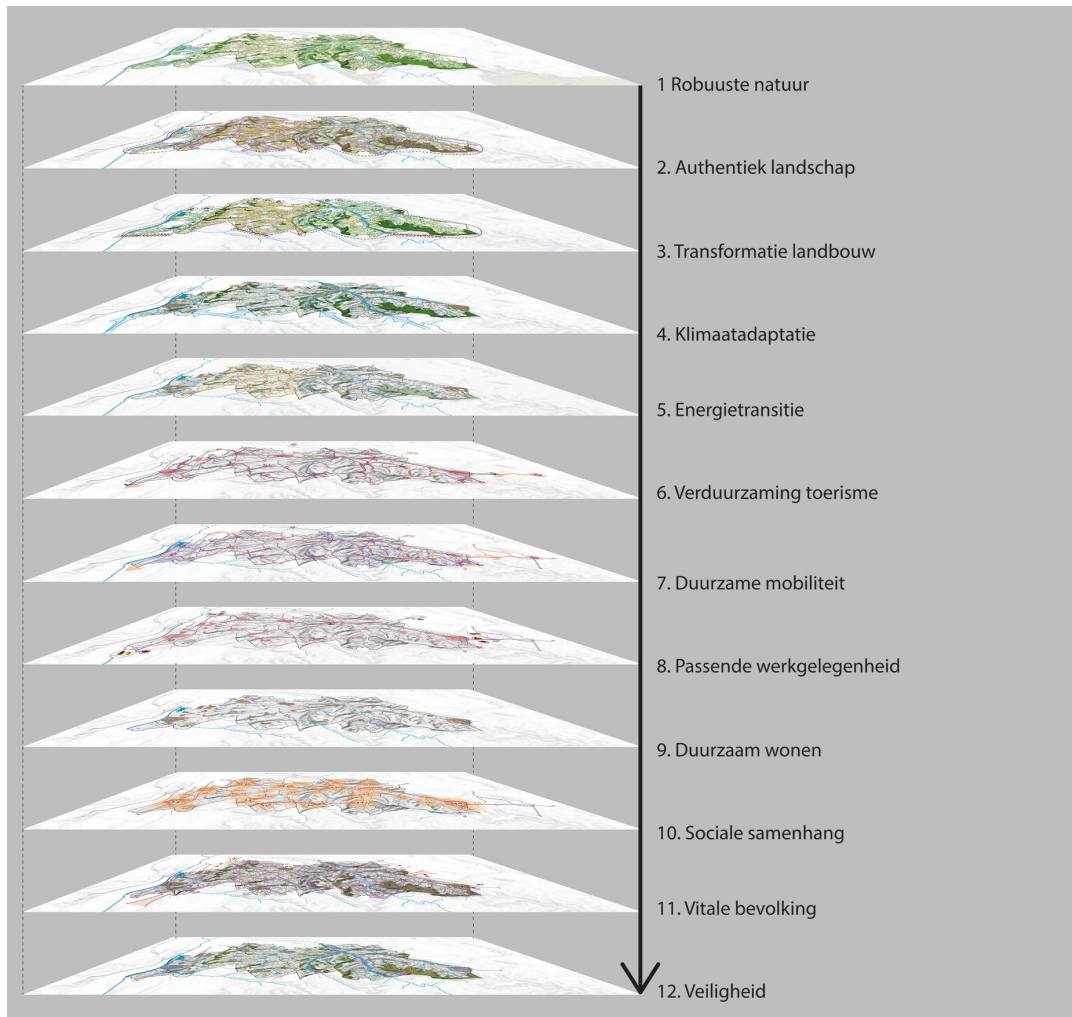 1 Robuuste natuur
2. Authentiek landschap
3. Transformatie landbouw
4. Klimaatadaptatie
5. Energietransitie
6. Verduurzaming toerisme
7. Duurzame mobiliteit
8. Passende werkgelegenheid
9. Duurzaam wonen
10. Sociale samenhang
11. Vitale bevolking
12. Veiligheid